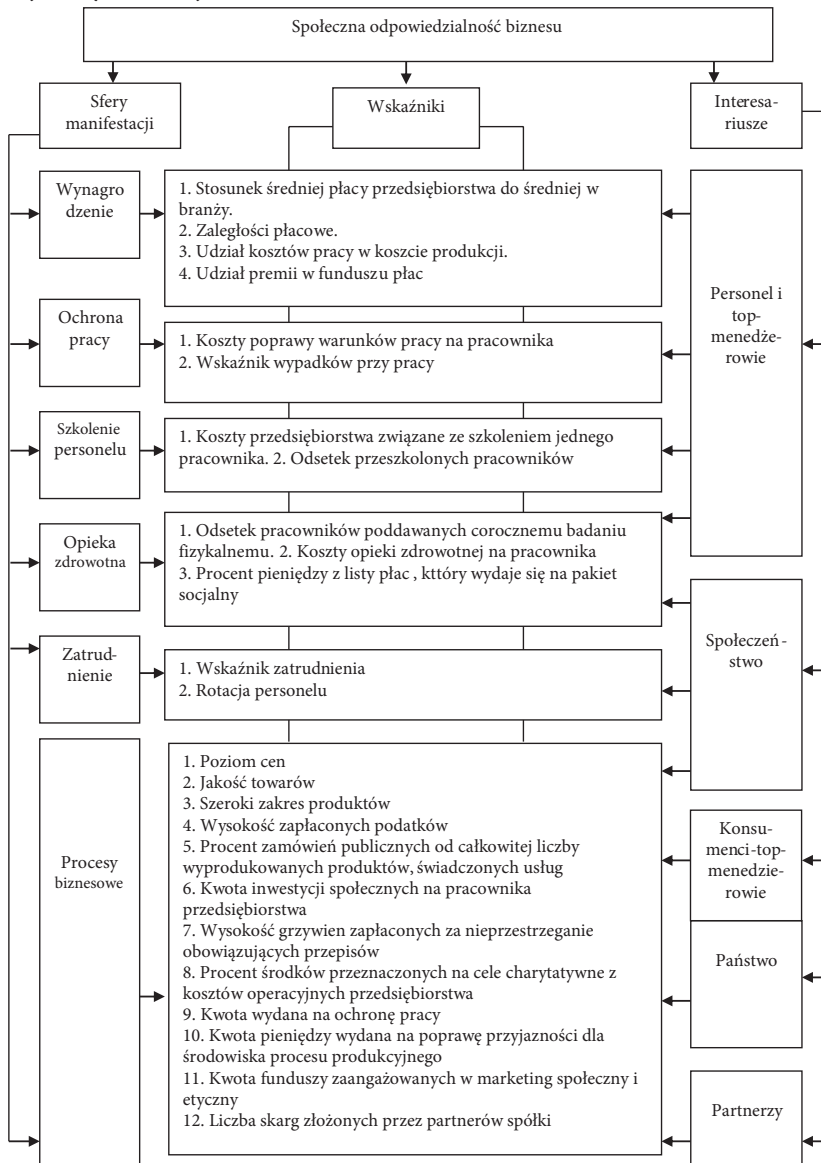 Społeczna odpowiedzialność biznesu
Sfery
manifestacji
Wskaźniki
Interesa-
riusze
Wynagro
dzenie
1. Stosunek średniej płacy przedsiębiorstwa do średniej w
branży.
2. Zaległości płacowe.
3. Udział kosztów pracy w koszcie produkcji.
4. Udział premii w funduszu płac
Personel i
top-
menedże-
rowie
Ochrona
pracy
1. Koszty poprawy warunków pracy na pracownika
2. Wskaźnik wypadków przy pracy
Szkolenie
personelu
1. Koszty przedsiębiorstwa związane ze szkoleniem jednego
pracownika. 2. Odsetek przeszkolonych pracowników
Opieka
zdrowotna
1. Odsetek pracowników poddawanych corocznemu badaniu
fizykalnemu. 2. Koszty opieki zdrowotnej na pracownika
3. Procent pieniędzy z listy płac , kttóry wydaje się na pakiet
socjalny
Społeczeń-
stwo
Zatrud-
nienie
1. Wskaźnik zatrudnienia
2. Rotacja personelu
Procesy
biznesowe
1. Poziom cen
2. Jakość towarów
3. Szeroki zakres produktów
4. Wysokość zapłaconych podatków
5. Procent zamówień publicznych od całkowitej liczby
wyprodukowanych produktów, świadczonych usług
6. Kwota inwestycji społecznych na pracownika
przedsiębiorstwa
7. Wysokość grzywien zapłaconych za nieprzestrzeganie
obowiązujących przepisów
8. Procent środków przeznaczonych na cele charytatywne z
kosztów operacyjnych przedsiębiorstwa
9. Kwota wydana na ochronę pracy
10. Kwota pieniędzy wydana na poprawę przyjazności dla
środowiska procesu produkcyjnego
11. Kwota funduszy zaangażowanych w marketing społeczny i
etyczny
12. Liczba skarg złożonych przez partnerów spółki
Konsu-
menci-top-
menedzie-
rowie
Państwo
Partnerzy